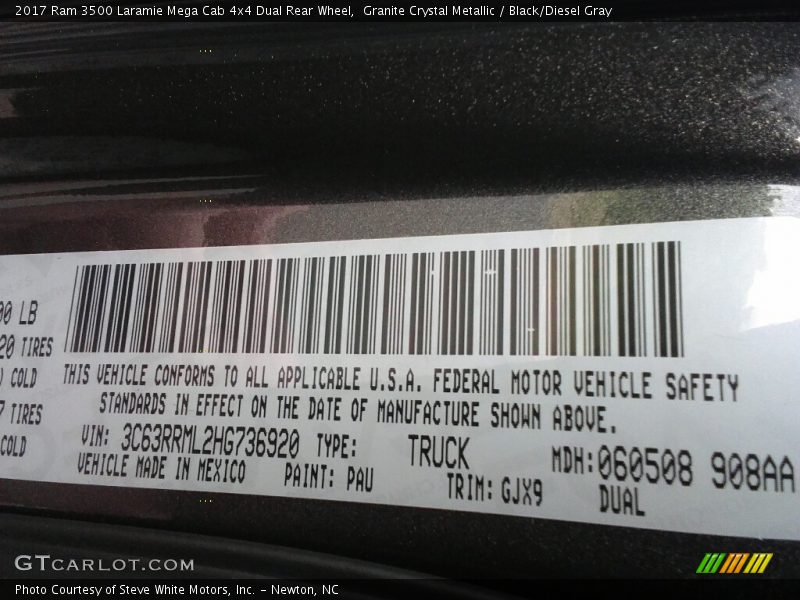 2017 Ram 3500 Laramie Mega Cab 4x4 Dual Rear Wheel,  Granite Crystal Metallic / Black/Diesel Gray
LB
20 TIRES
COLD
TIRES
COLD
THIS VEHICLE CONFORMS TO ALL APPLICABLE U.S.A. FEDERAL MOTOR VEHICLE SAFETY
STANDARDS IN EFFECT ON THE DATE OF MANUFACTURE SHOWN ABOVE.
VIN: 3C63RRML2HG736920 TYPE: TRUCK MDH:060508 908AA
VEHICLE MADE IN MEXICO PAINT: PAU TRIM: GJX9 DUAL
GTCARLOT.COM
Photo Courtesy of Steve White Motors, Inc. – Newton, NC